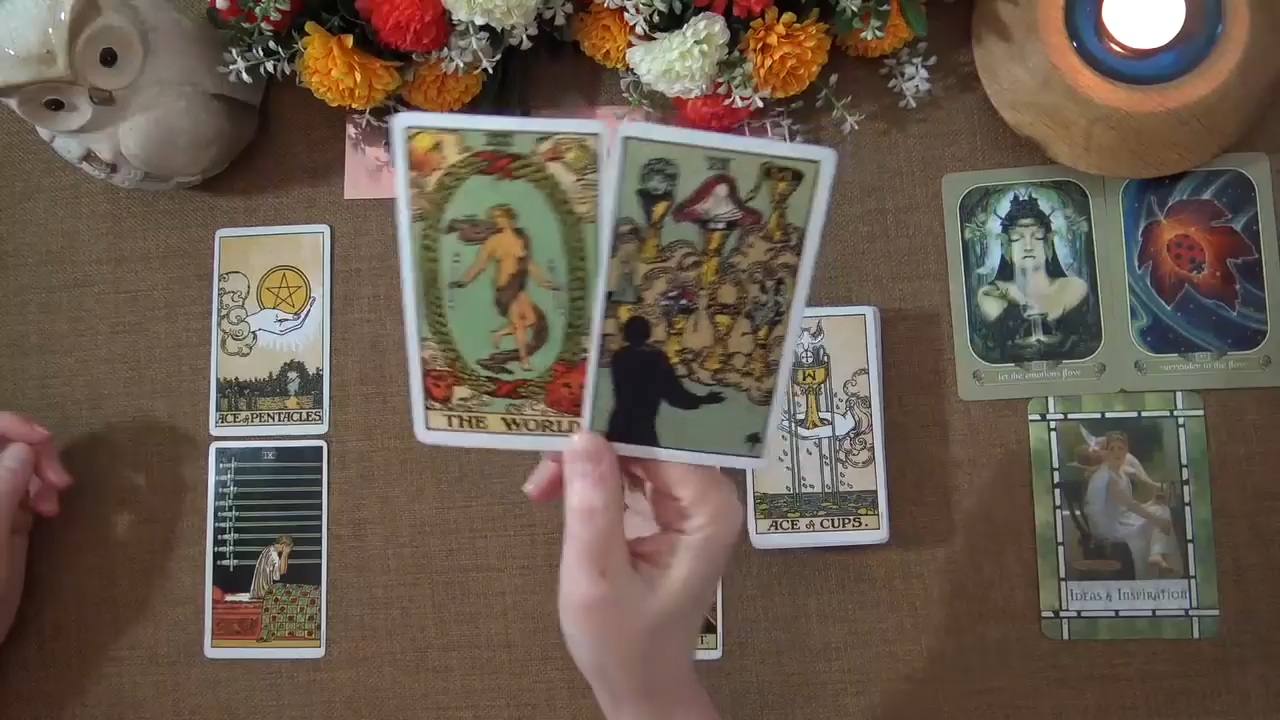 ACE of PENTACLES
IX
THE WORLD
VII
ACE of CUPS.
let the emotions flow
surrender to the flow
IDEAS & INSPIRATION
T.